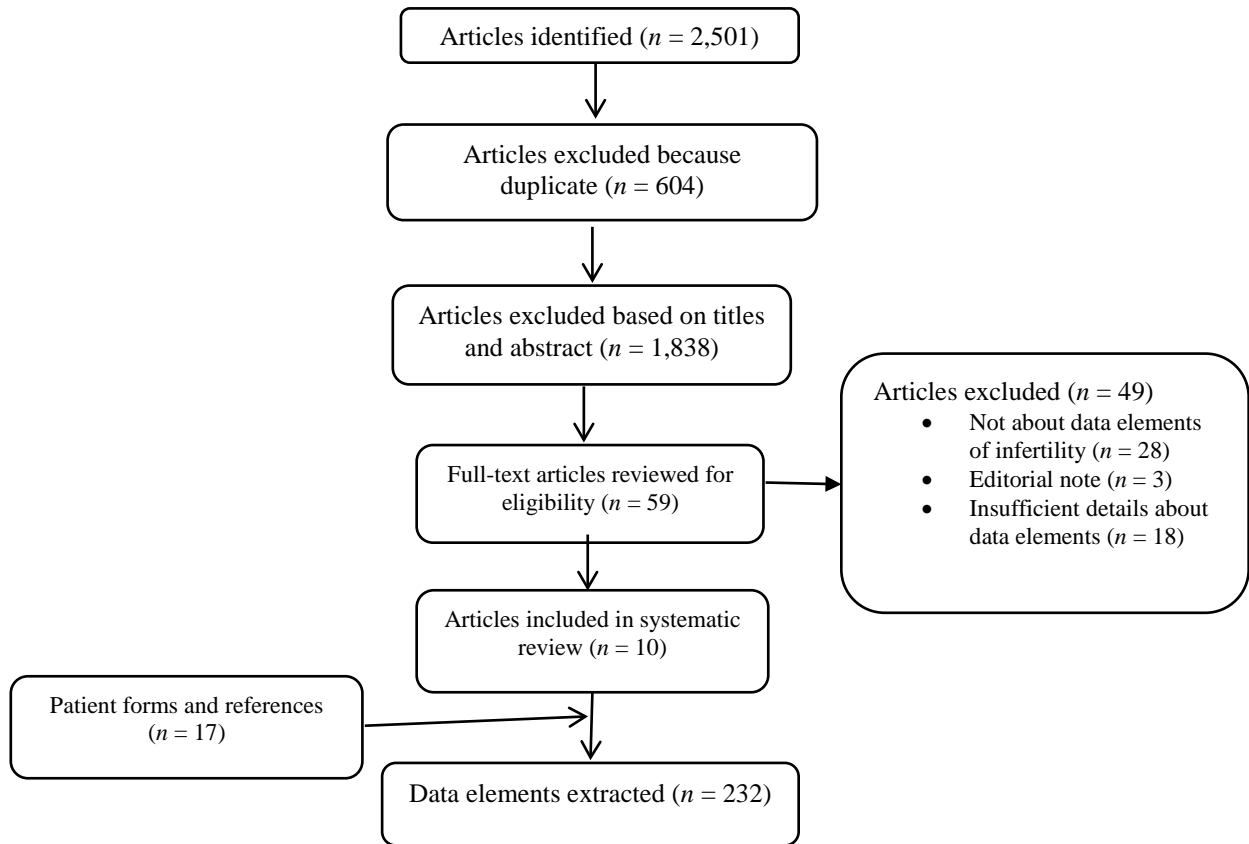 Articles identified (n = 2,501)
Articles excluded because
duplicate (n = 604)
Articles excluded based on titles
and abstract (n = 1,838)
Full-text articles reviewed for
eligibility (n = 59)
Articles excluded (n = 49)
• Not about data elements
of infertility (n = 28)
• Editorial note (n = 3)
• Insufficient details about
data elements (n = 18)
Articles included in systematic
review (n = 10)
Patient forms and references
(n = 17)
Data elements extracted (n = 232)